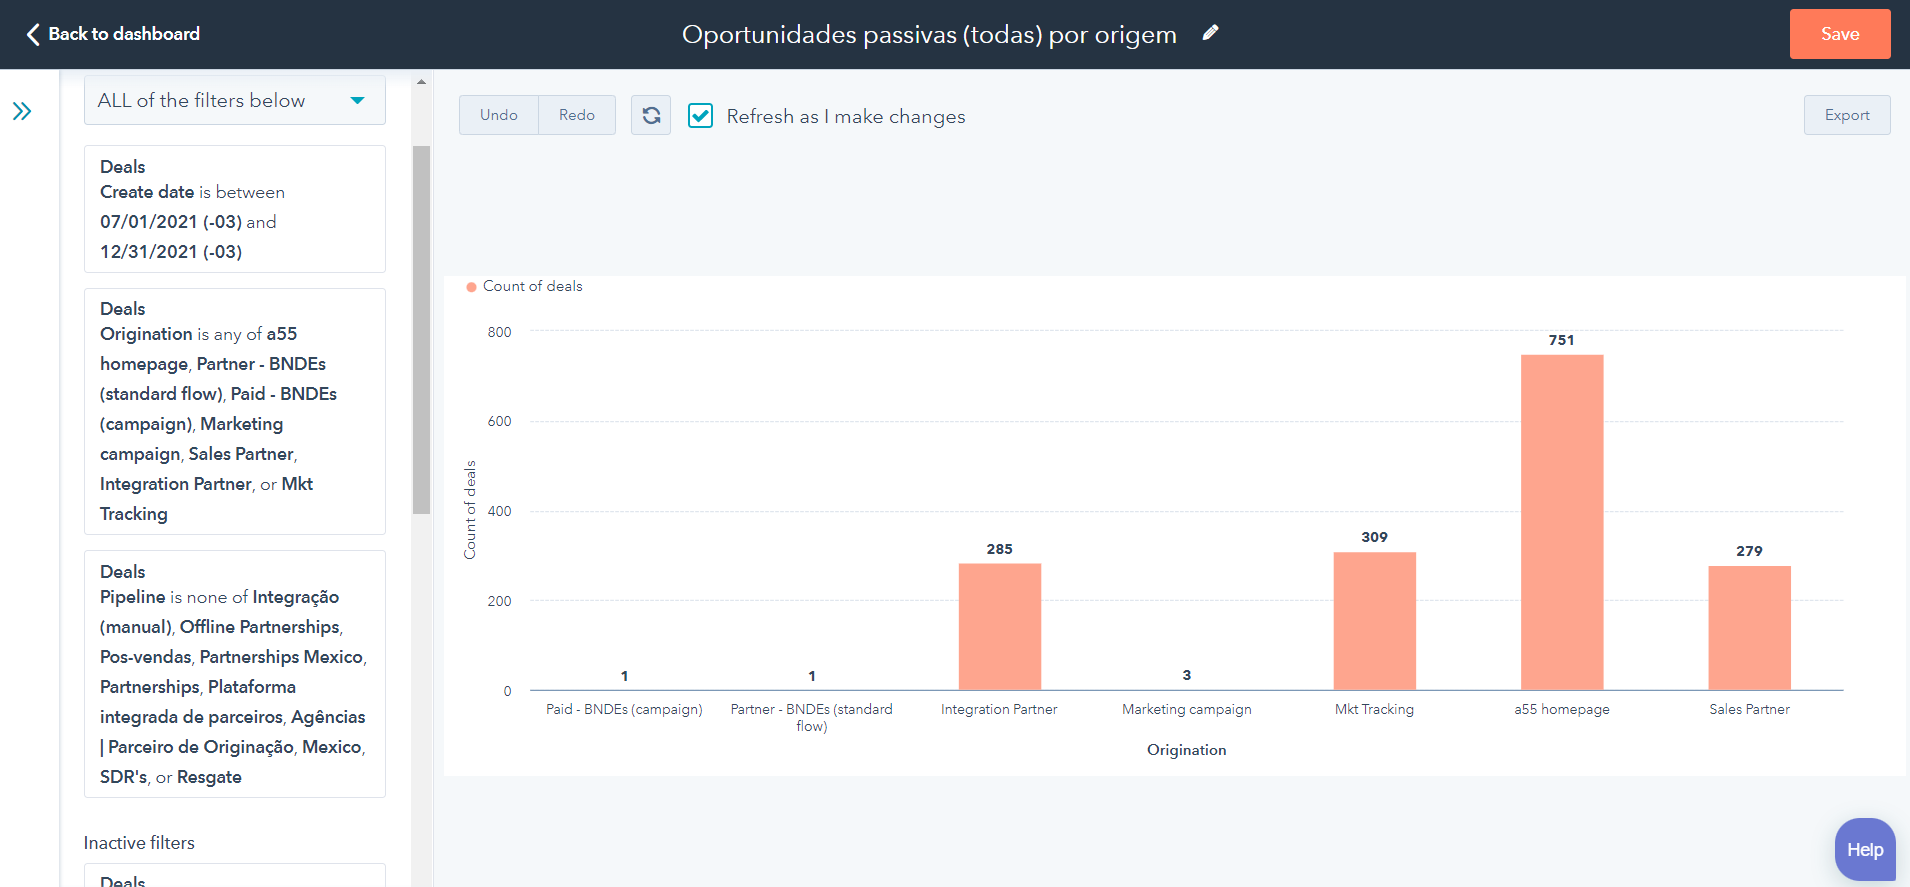 Back to dashboard
Oportunidades passivas (todas) por origem
Save
ALL of the filters below
Deals
Create date is between
07/01/2021 (-03) and
12/31/2021 (-03)
Deals
Origination is any of a55
homepage, Partner - BNDEs
(standard flow), Paid - BNDEs
(campaign), Marketing
campaign, Sales Partner,
Integration Partner, or Mkt
Tracking
Deals
Pipeline is none of Integração
(manual), Offline Partnerships,
Pos-vendas, Partnerships Mexico,
Partnerships, Plataforma
integrada de parceiros, Agências
| Parceiro de Originação, Mexico,
SDR's, or Resgate
Inactive filters
Deals
Undo
Redo
Refresh as I make changes
Export
Count of deals
800
600
400
200
0
Count of deals
1
1
285
3
309
751
279
Paid - BNDEs (campaign)
Partner - BNDEs (standard
flow)
Integration Partner
Marketing campaign
Mkt Tracking
a55 homepage
Sales Partner
Origination
Help